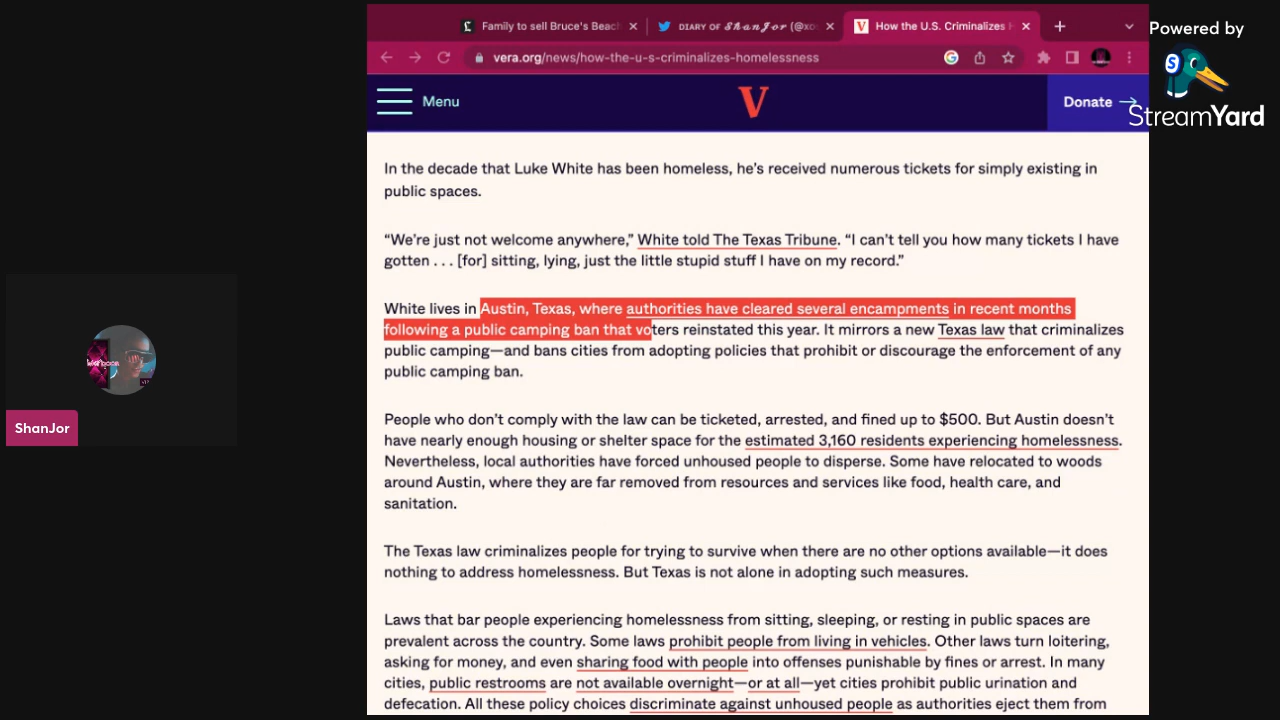 Family to sell Bruce's Beach
DIARY OF 𝓢𝓱𝓪𝓷𝓙𝓸𝓻 (@xo
How the U.S. Criminalizes H
Powered by
StreamYard
vera.org/news/how-the-u-s-criminalizes-homelessness
Menu
V
Donate →
In the decade that Luke White has been homeless, he's received numerous tickets for simply existing in
public spaces.
“We're just not welcome anywhere,” White told The Texas Tribune. “I can't tell you how many tickets I have
gotten . . . [for] sitting, lying, just the little stupid stuff I have on my record.”
White lives in Austin, Texas, where authorities have cleared several encampments in recent months
following a public camping ban that voters reinstated this year. It mirrors a new Texas law that criminalizes
public camping—and bans cities from adopting policies that prohibit or discourage the enforcement of any
public camping ban.
People who don't comply with the law can be ticketed, arrested, and fined up to $500. But Austin doesn't
have nearly enough housing or shelter space for the estimated 3,160 residents experiencing homelessness.
Nevertheless, local authorities have forced unhoused people to disperse. Some have relocated to woods
around Austin, where they are far removed from resources and services like food, health care, and
sanitation.
The Texas law criminalizes people for trying to survive when there are no other options available—it does
nothing to address homelessness. But Texas is not alone in adopting such measures.
Laws that bar people experiencing homelessness from sitting, sleeping, or resting in public spaces are
prevalent across the country. Some laws prohibit people from living in vehicles. Other laws turn loitering,
asking for money, and even sharing food with people into offenses punishable by fines or arrest. In many
cities, public restrooms are not available overnight—or at all—yet cities prohibit public urination and
defecation. All these policy choices discriminate against unhoused people as authorities eject them from
ShanJor